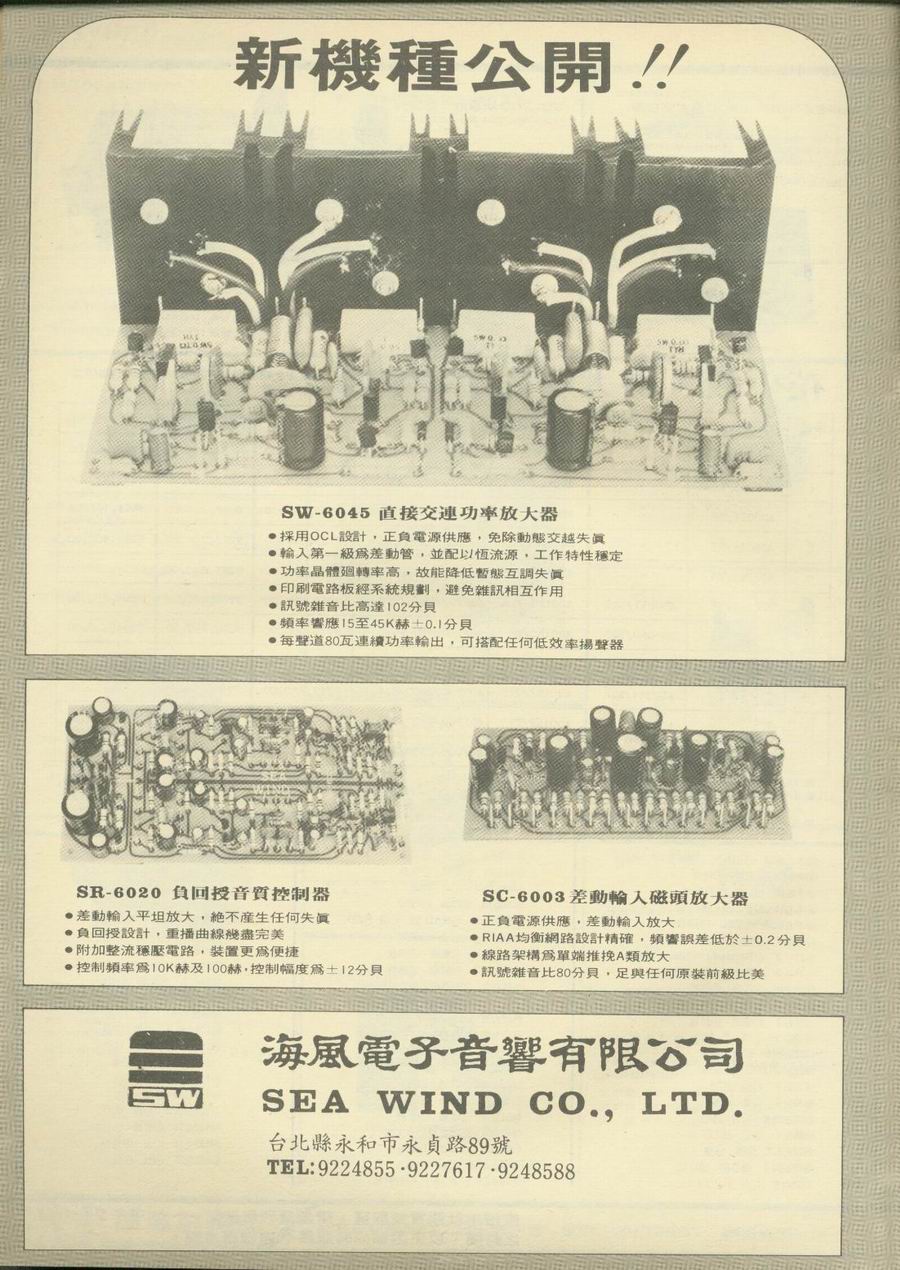 新機種公開!!
SW-6045 直接交連功率放大器
●採用OCL設計，正負電源供應，免除動態交越失眞
●輸入第一級爲差動管，並配以恆流源，工作特性穩定
●功率晶體廻轉率高，故能降低暫態互調失眞
●印刷電路板經系統規劃，避免雜訊相互作用
●訊號雜音比高達102分貝
●頻率響應15至45K赫±0.1分貝
●每聲道80瓦連續功率輸出，可搭配任何低效率揚聲器
SR-6020 負回授音質控制器
●差動輸入平坦放大，絶不産生任何失眞
●負回授設計，重播曲線幾盡完美
●附加整流穩壓電路，裝置更爲便捷
●控制頻率爲10K赫及100赫，控制幅度爲±12分貝
SC-6003 差動輸入磁頭放大器
●正負電源供應，差動輸入放大
●RIAA均衡網路設計精確，頻響誤差低於±0.2分貝
●線路架構爲單端推挽A類放大
●訊號雜音比80分貝，足與任何原裝前級比美
SW
海風電子音響有限公司
SEA WIND CO., LTD.
台北縣永和市永貞路89號
TEL:9224855·9227617·9248588